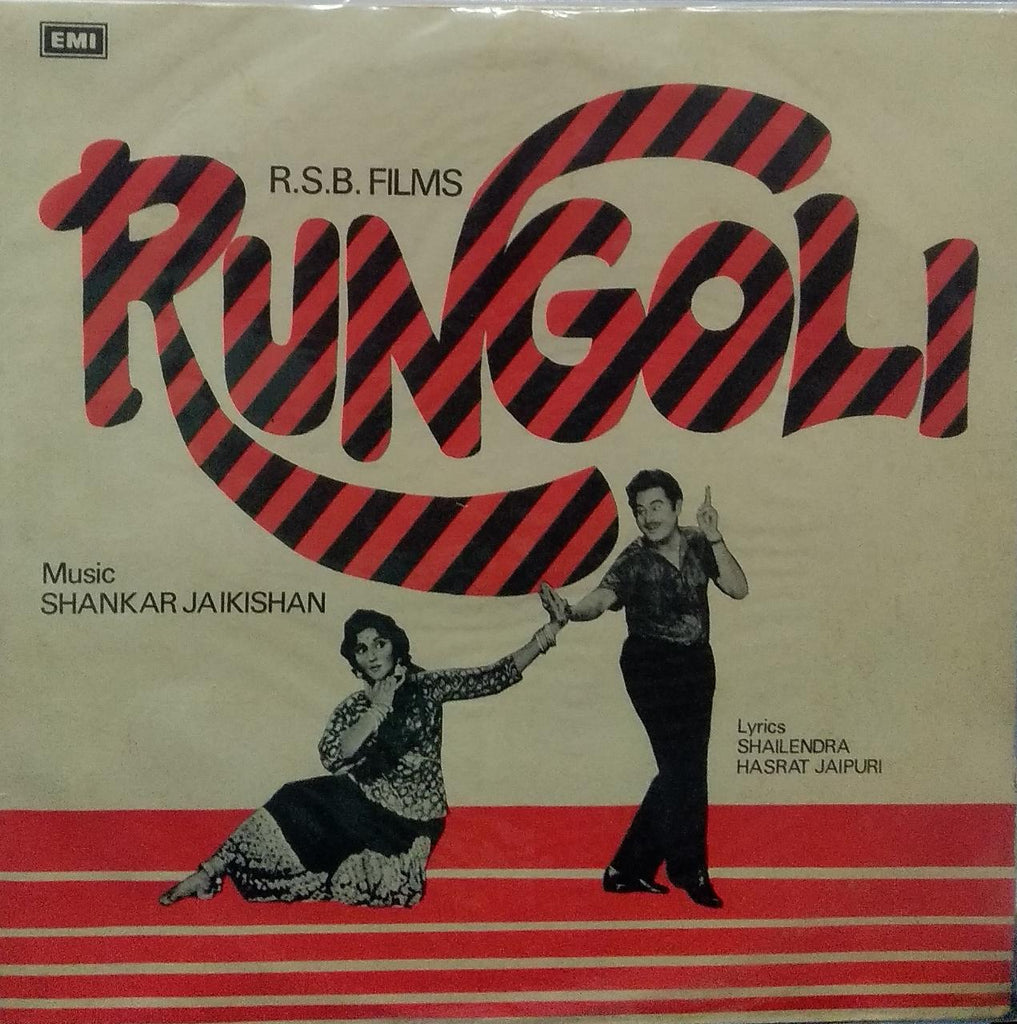 EMI
R.S.B. FILMS
RUNGOLI
Music
SHANKAR JAIKISHAN
Lyrics
SHAILENDRA
HASRAT JAIPURI